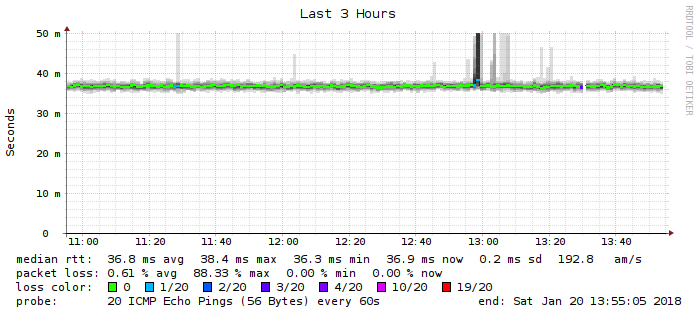 Last 3 Hours
RRDTOOL / TOBI OETIKER
Seconds
50 m
40 m
30 m
20 m
10 m
0
11:00 11:20 11:40 12:00 12:20 12:40 13:00 13:20 13:40
median rtt: 36.8 ms avg 38.4 ms max 36.3 ms min 36.9 ms now 0.2 ms sd 192.8 am/s
packet loss: 0.61 % avg 88.33 % max 0.00 % min 0.00 % now
loss color: 0 1/20 2/20 3/20 4/20 10/20 19/20
probe: 20 ICMP Echo Pings (56 Bytes) every 60s end: Sat Jan 20 13:55:05 2018